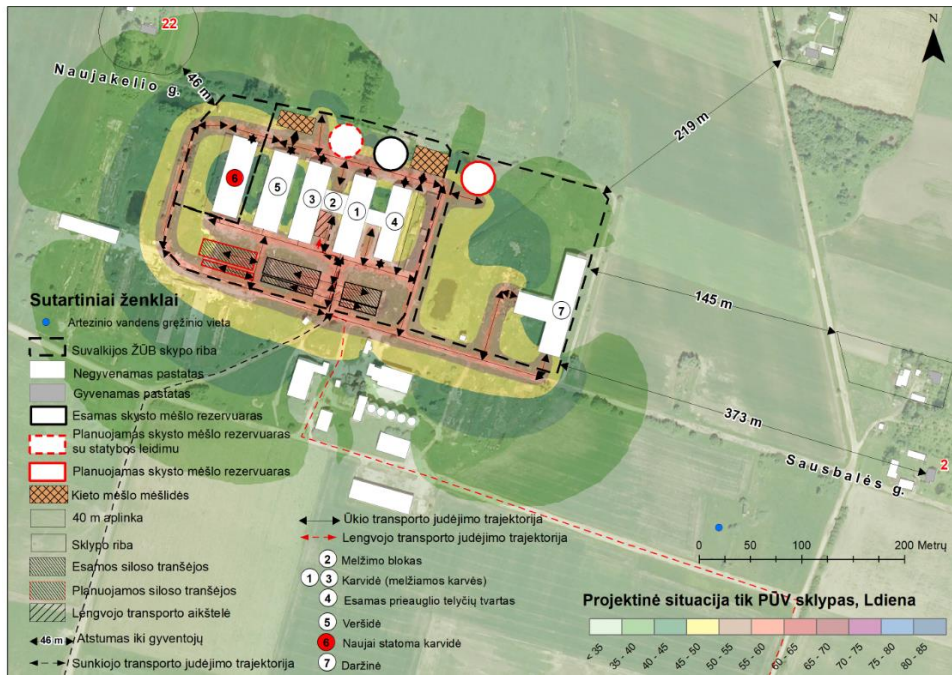 22
N
Naujakelio g.
46 m
219 m
6
5
3
2
1
4
7
145 m
373 m
2
Sausbalės g.
Sutartiniai ženklai
Artezinio vandens gręžinio vieta
Suvalkijos ŽŪB skypo riba
Negyvenamas pastatas
Gyvenamas pastatas
Esamas skysto mėšlo rezervuaras
Planuojamas skysto mėšlo rezervuaras
su statybos leidimu
Planuojamas skysto mėšlo rezervuaras
Kieto mėšlo mėšlidės
40 m aplinka
Sklypo riba
Esamos siloso tranšėjos
Planuojamos siloso tranšėjos
Lengvojo transporto aikštelė
46 m Atstumas iki gyventojų
Sunkiojo transporto judėjimo trajektorija
Ūkio transporto judėjimo trajektorija
Lengvojo transporto judėjimo trajektorija
2 Melžimo blokas
1 3 Karvidė (melžiamos karvės)
4 Esamas prieauglio telyčių tvartas
5 Veršidė
6 Naujai statoma karvidė
7 Daržinė
0 50 100 200 Metrų
Projektinė situacija tik PŪV sklypas, Ldiena
< 35
35 - 40
40 - 45
45 - 50
50 - 55
55 - 60
60 - 65
65 - 70
70 - 75
75 - 80
80 - 85